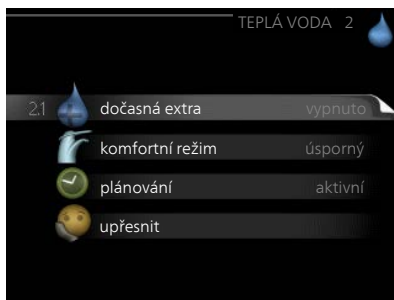 TEPLÁ VODA 2
2.1 dočasná extra vypnuto
komfortní režim úsporný
plánování aktivní
upřesnit